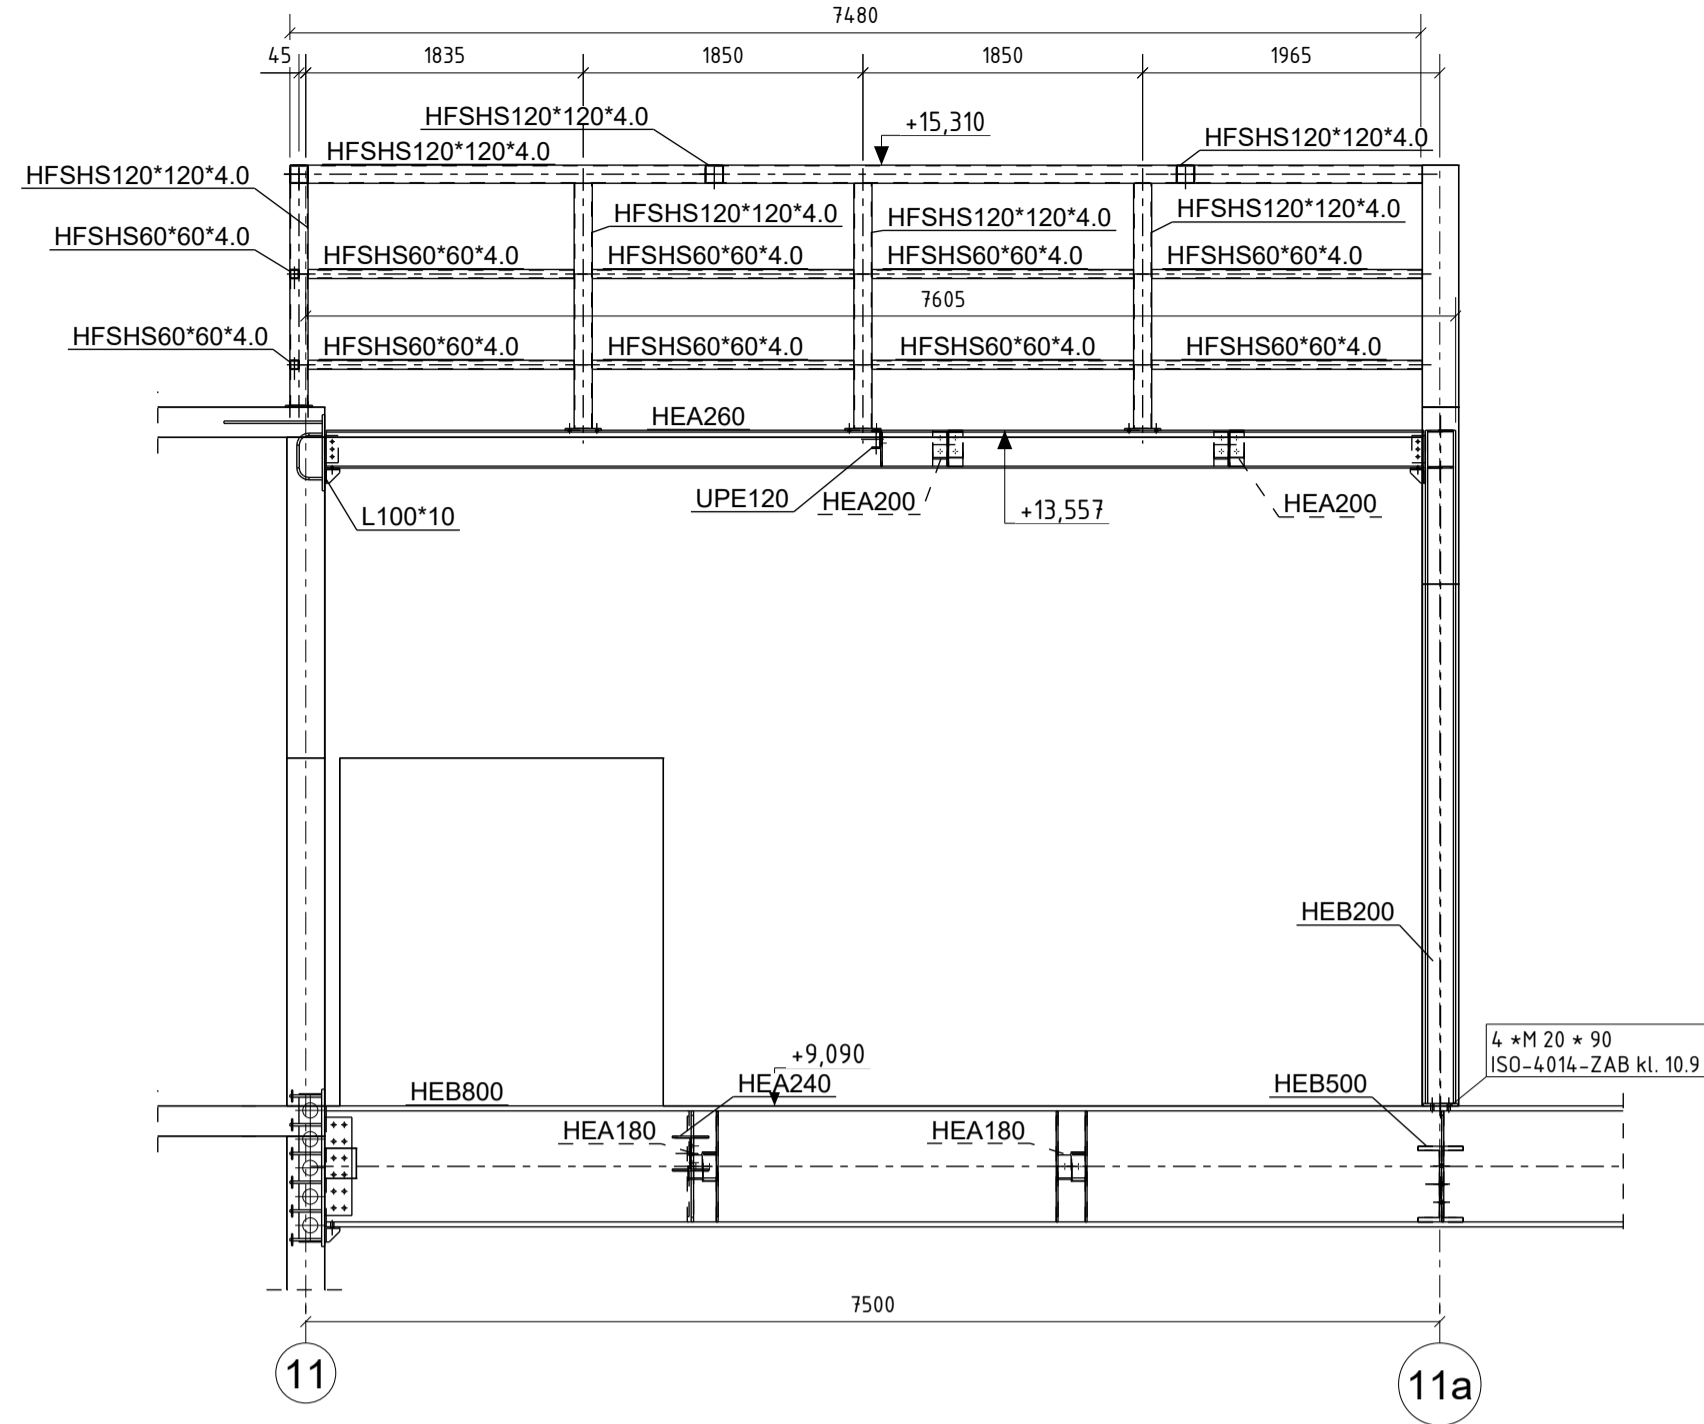 7480
45
1835
1850
1850
1965
HFSHS120*120*4.0
+15,310
HFSHS120*120*4.0
HFSHS120*120*4.0
HFSHS120*120*4.0
HFSHS120*120*4.0
HFSHS120*120*4.0
HFSHS120*120*4.0
HFSHS60*60*4.0
HFSHS60*60*4.0
HFSHS60*60*4.0
HFSHS60*60*4.0
HFSHS60*60*4.0
7605
HFSHS60*60*4.0
HFSHS60*60*4.0
HFSHS60*60*4.0
HFSHS60*60*4.0
HFSHS60*60*4.0
HEA260
UPE120
HEA200
+13,557
HEA200
L100*10
HEB200
4 *M 20 * 90
ISO-4014-ZAB kl. 10.9
+9,090
HEB800
HEA240
HEB500
HEA180
HEA180
7500
11
11a